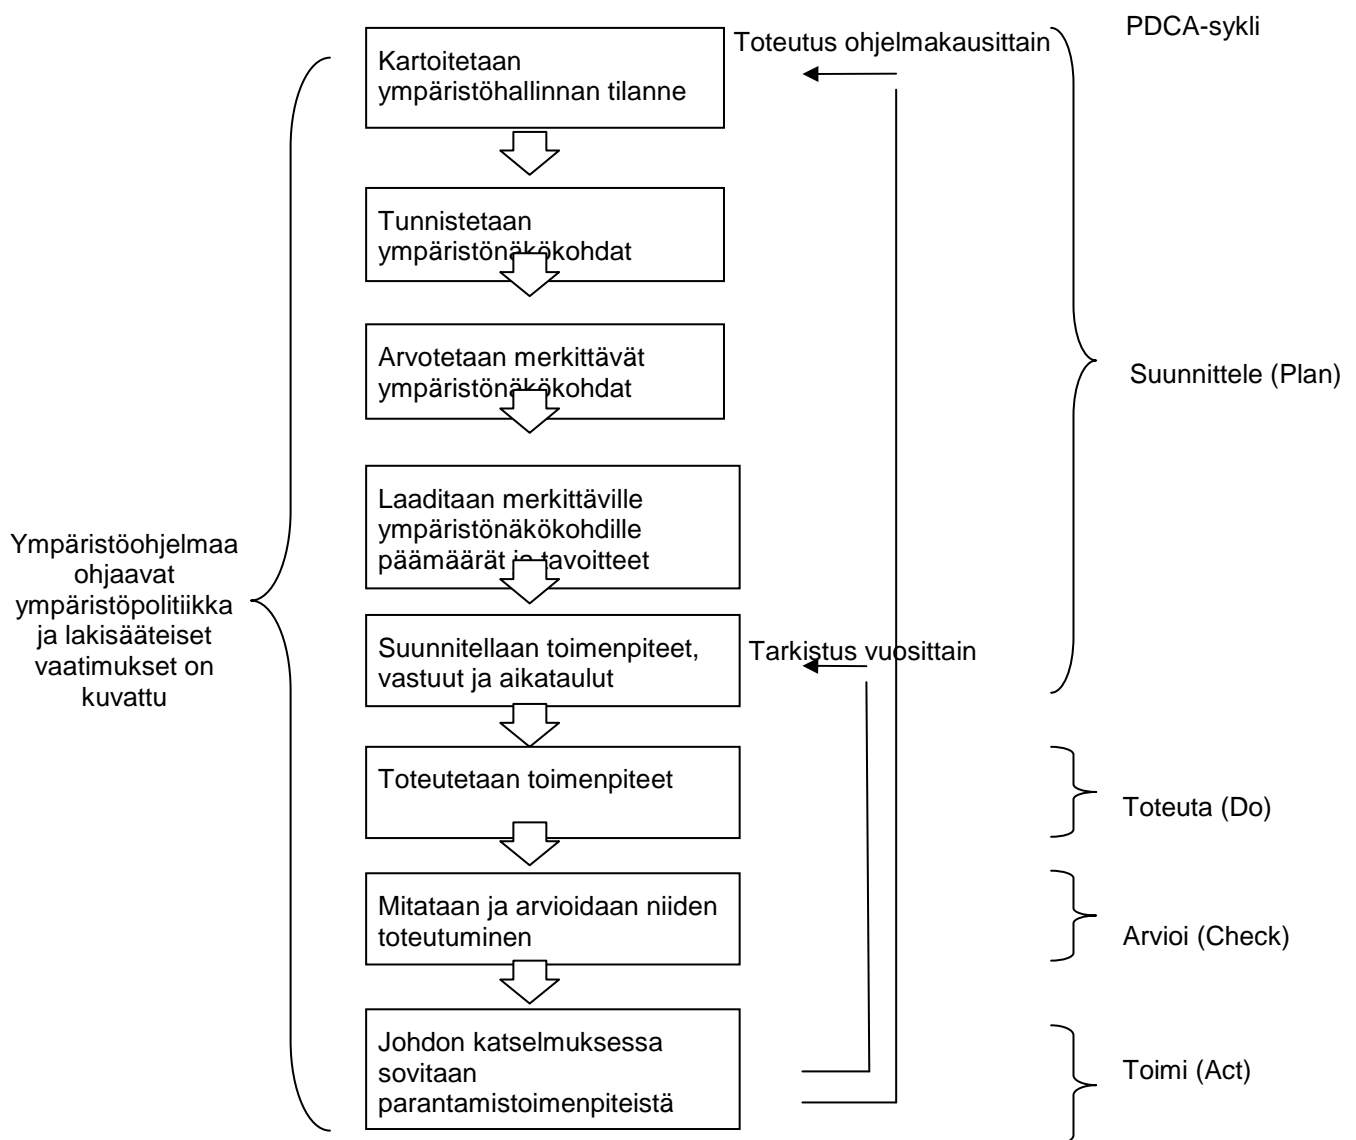 PDCA-sykli
Toteutus ohjelmakausittain
Kartoitetaan
ympäristöhallinnan tilanne
Tunnistetaan
ympäristönäkökohdat
Arvotetaan merkittävät
ympäristönäkökohdat
Suunnittele (Plan)
Laaditaan merkittäville
ympäristönäkökohdille
päämäärät ja tavoitteet
Ympäristöohjelmaa
ohjaavat
ympäristöpolitiikka
ja lakisääteiset
vaatimukset on
kuvattu
Suunnitellaan toimenpiteet,
vastuut ja aikataulut
Tarkistus vuosittain
Toteutetaan toimenpiteet
Toteuta (Do)
Mitataan ja arvioidaan niiden
toteutuminen
Arvioi (Check)
Johdon katselmuksessa
sovitaan
parantamistoimenpiteistä
Toimi (Act)